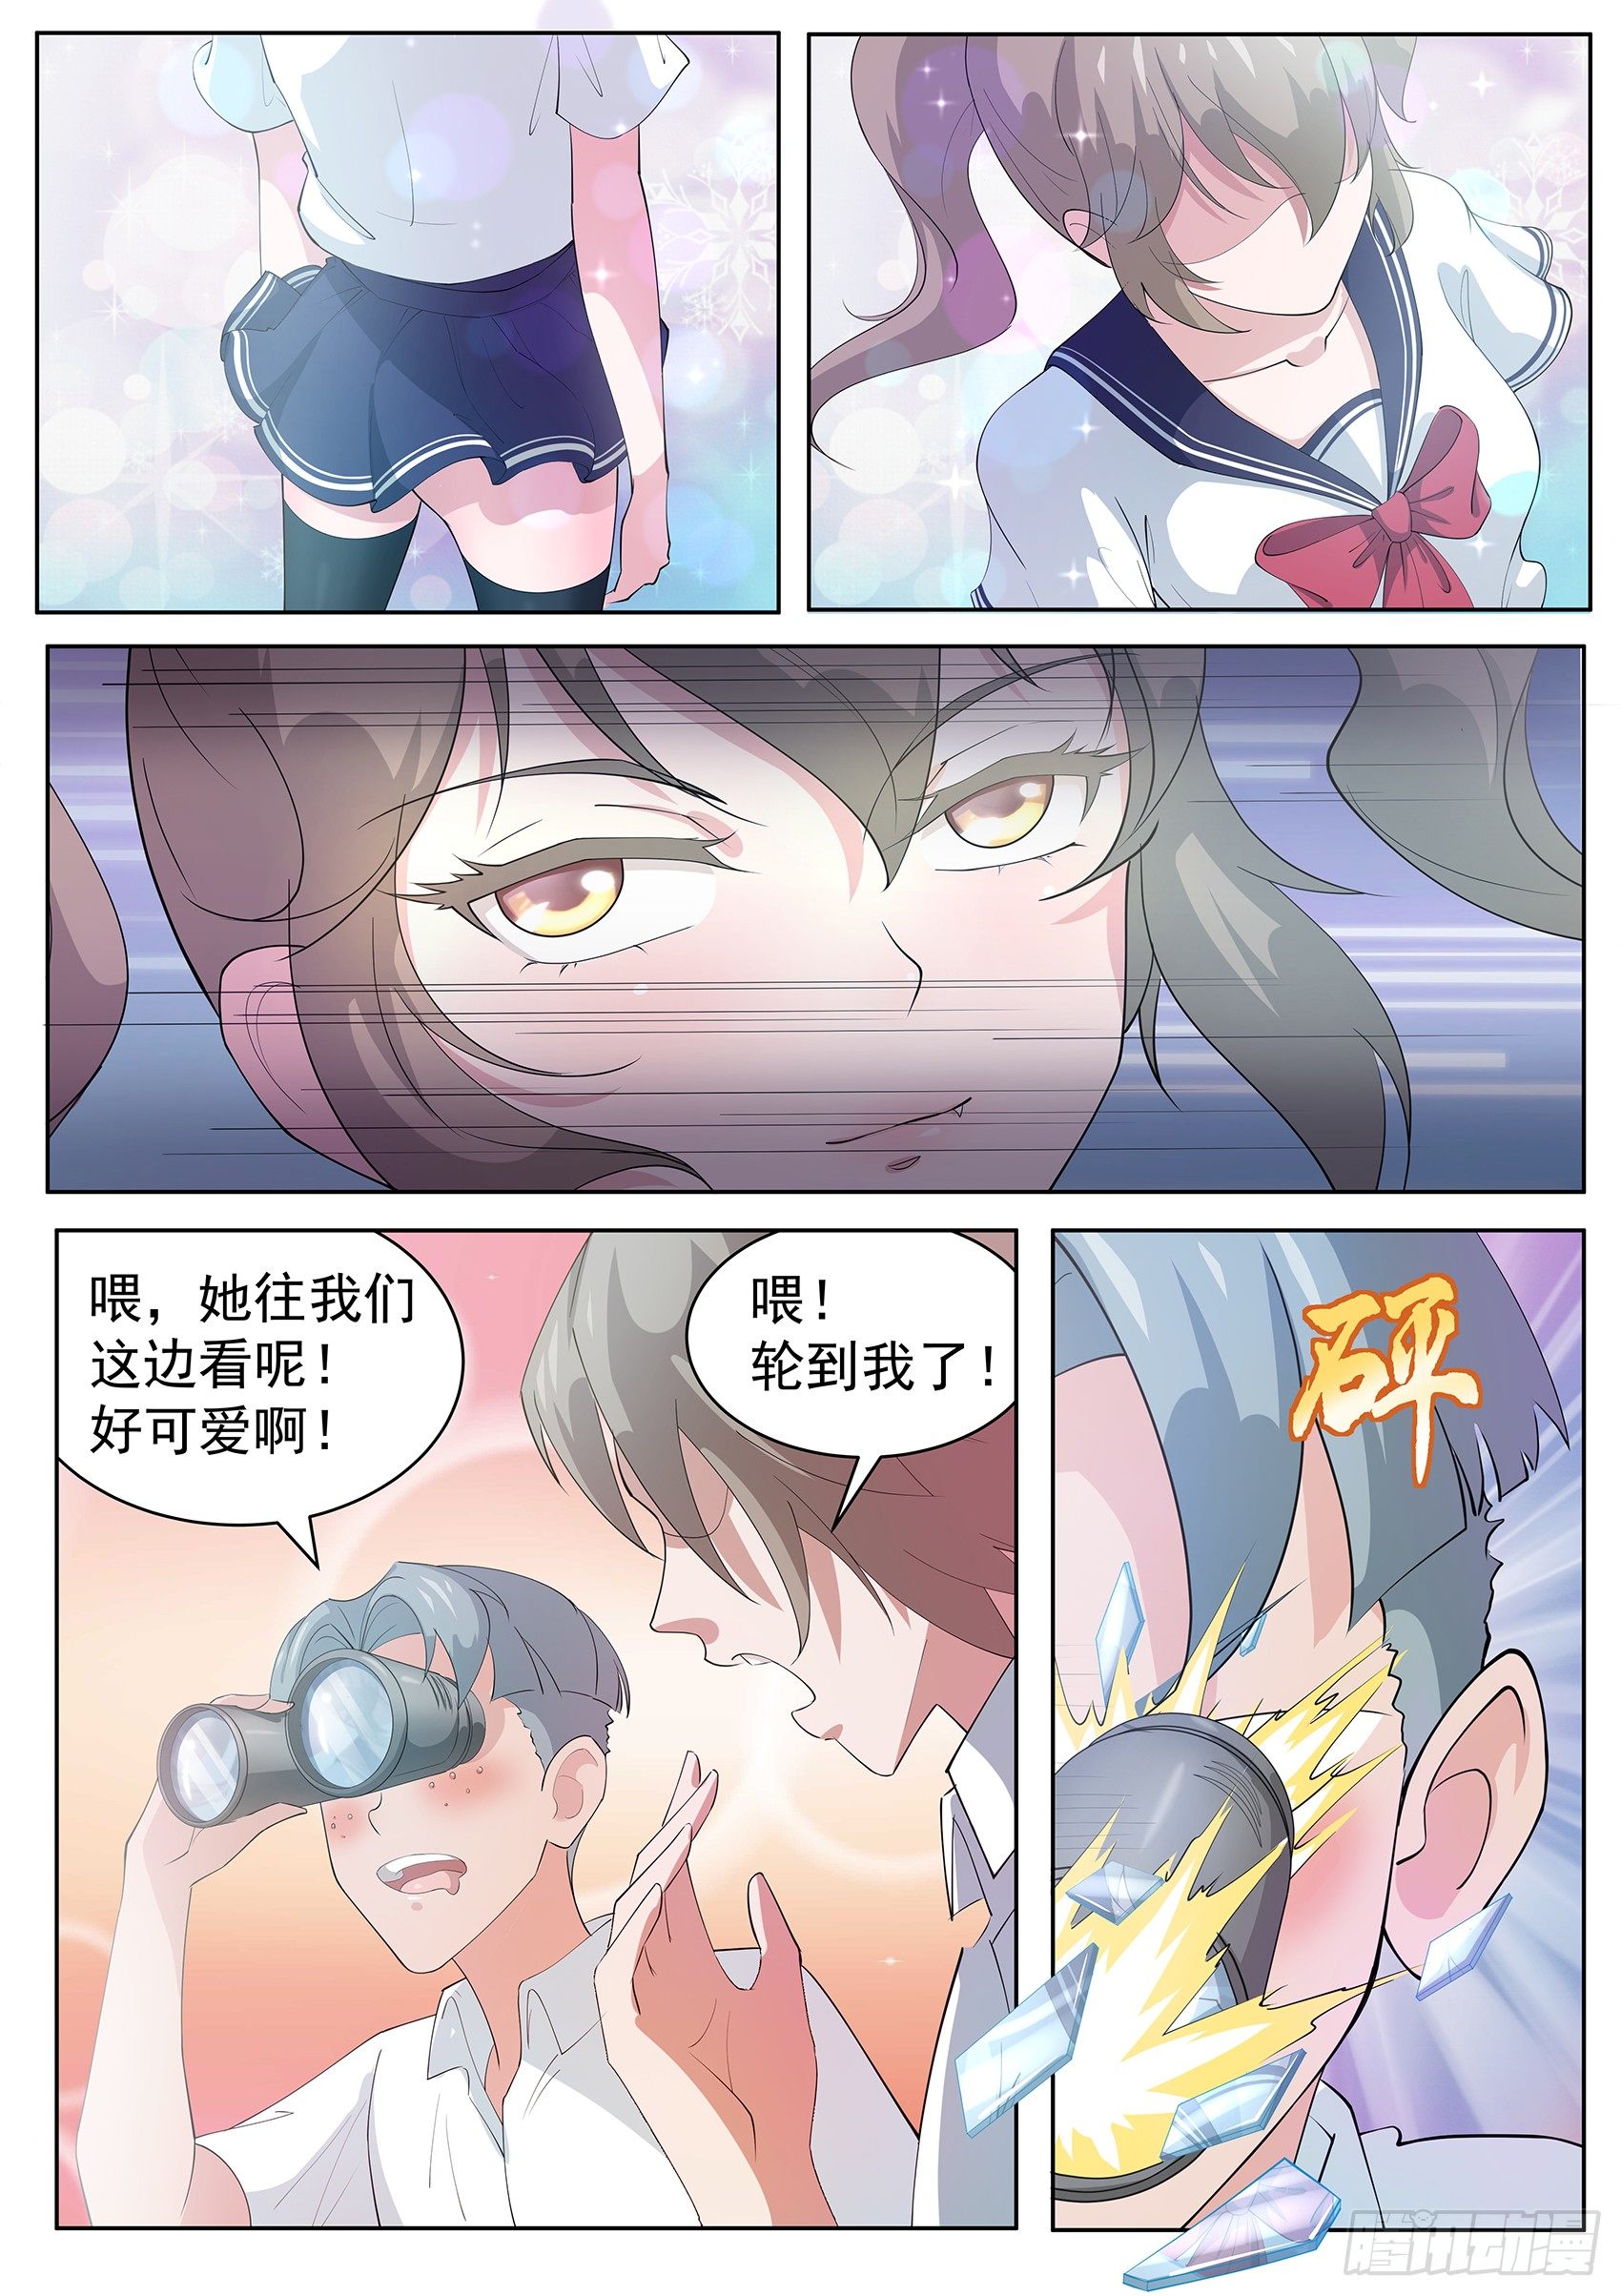 喂，她往我们
这边看呢！
好可爱啊！
喂！
轮到我了！
砰
腾讯动漫